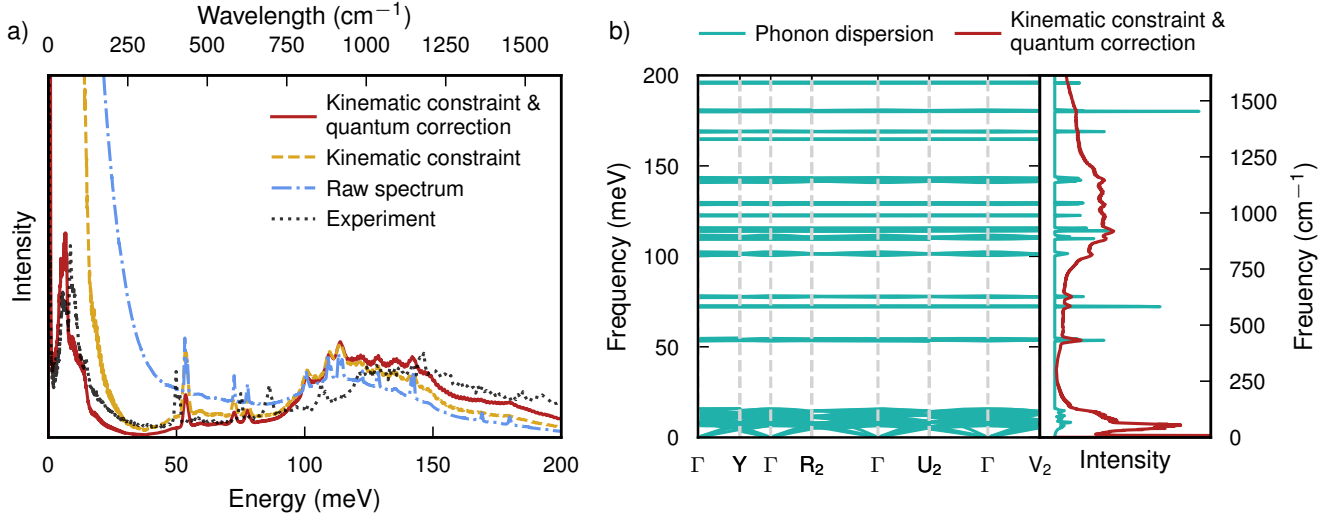 a)
Wavelength (cm⁻¹)
0 250 500 750 1000 1250 1500
Intensity
Kinematic constraint &
quantum correction
Kinematic constraint
Raw spectrum
Experiment
0 50 100 150 200
Energy (meV)
b)
Phonon dispersion
Kinematic constraint &
quantum correction
Frequency (meV)
200
150
100
50
0
Γ Y Γ R₂ Γ U₂ Γ V₂
Intensity
1500
1250
1000
750
500
250
0
Freuency (cm⁻¹)